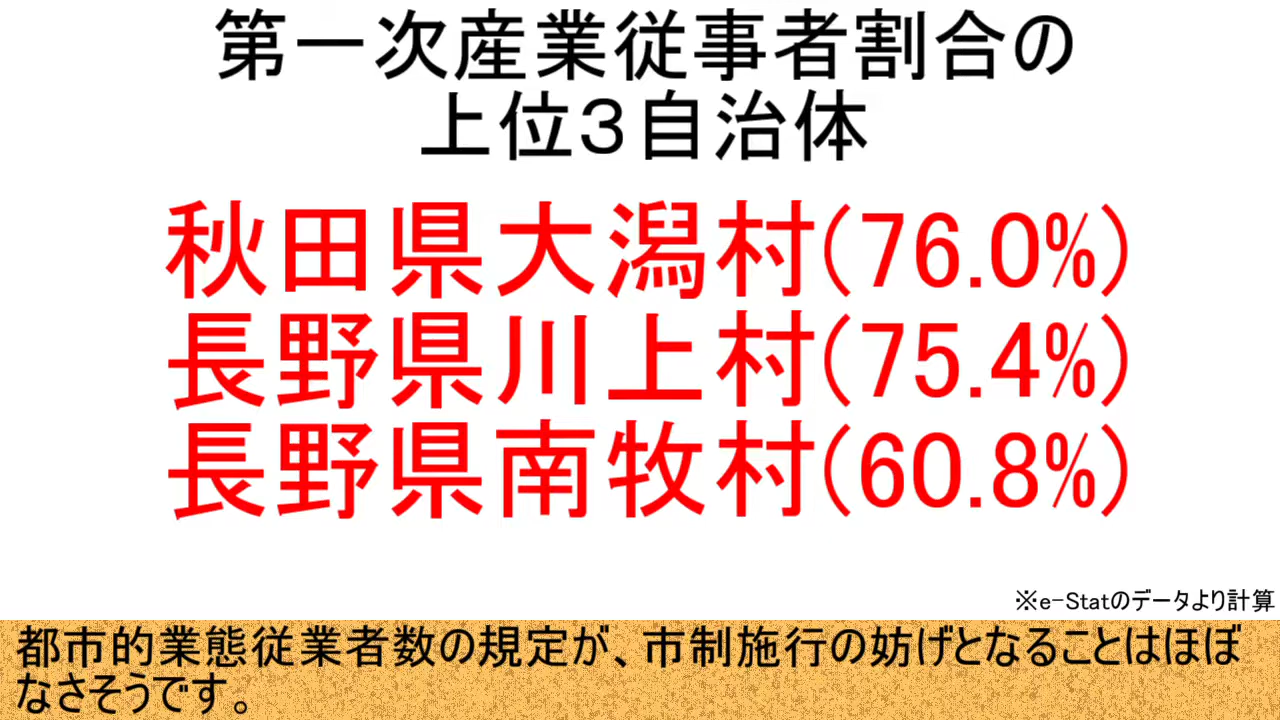 第一次産業従事者割合の
上位３自治体
秋田県大潟村(76.0%)
長野県川上村(75.4%)
長野県南牧村(60.8%)
※e-Statのデータより計算
都市的業態従業者数の規定が、市制施行の妨げとなることはほぼ
なさそうです。